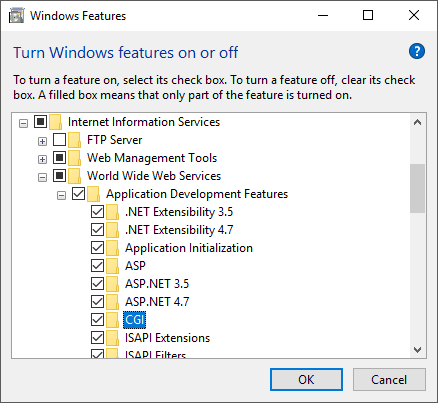 Windows Features
Turn Windows features on or off
To turn a feature on, select its check box. To turn a feature off, clear its check
box. A filled box means that only part of the feature is turned on.
Internet Information Services
FTP Server
Web Management Tools
World Wide Web Services
Application Development Features
.NET Extensibility 3.5
.NET Extensibility 4.7
Application Initialization
ASP
ASP.NET 3.5
ASP.NET 4.7
CGI
ISAPI Extensions
ISAPI Filters
OK
Cancel